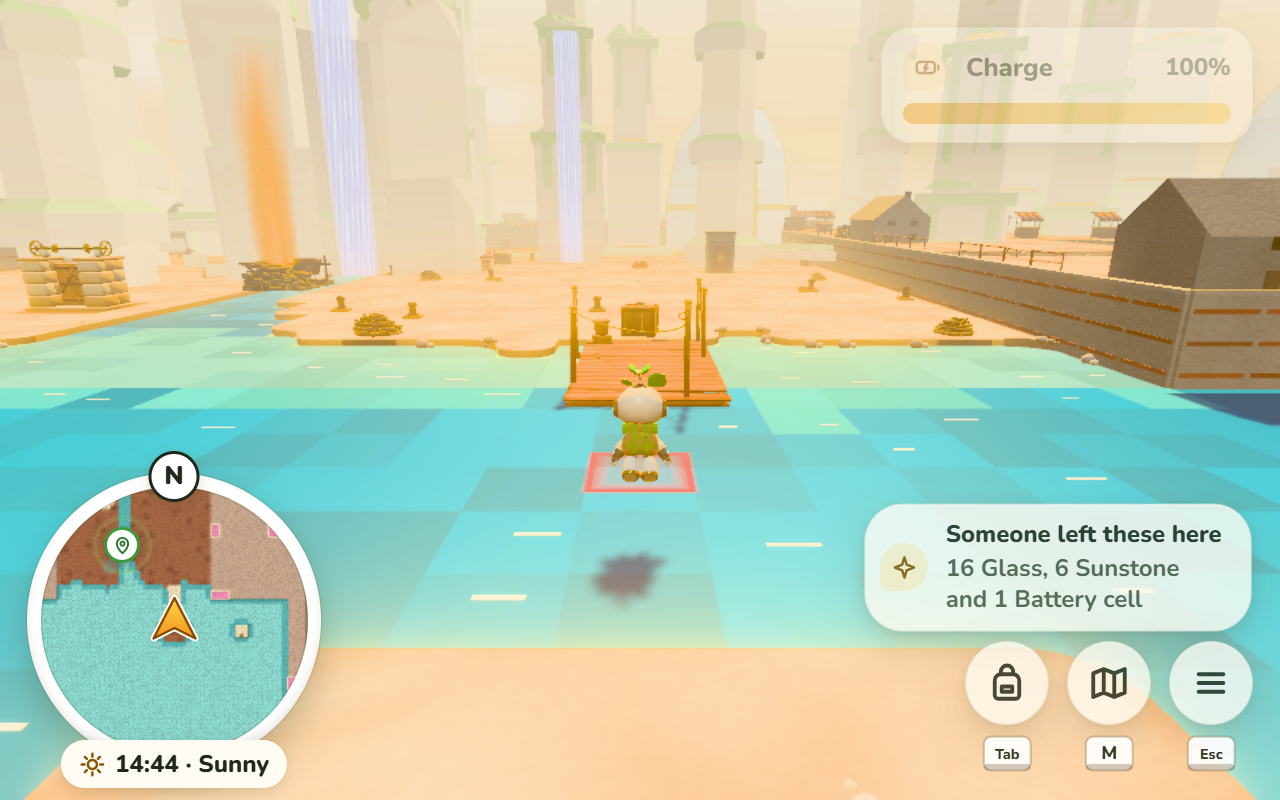 Charge 100%
N
Someone left these here
16 Glass, 6 Sunstone
and 1 Battery cell
14:44 · Sunny
Tab M Esc